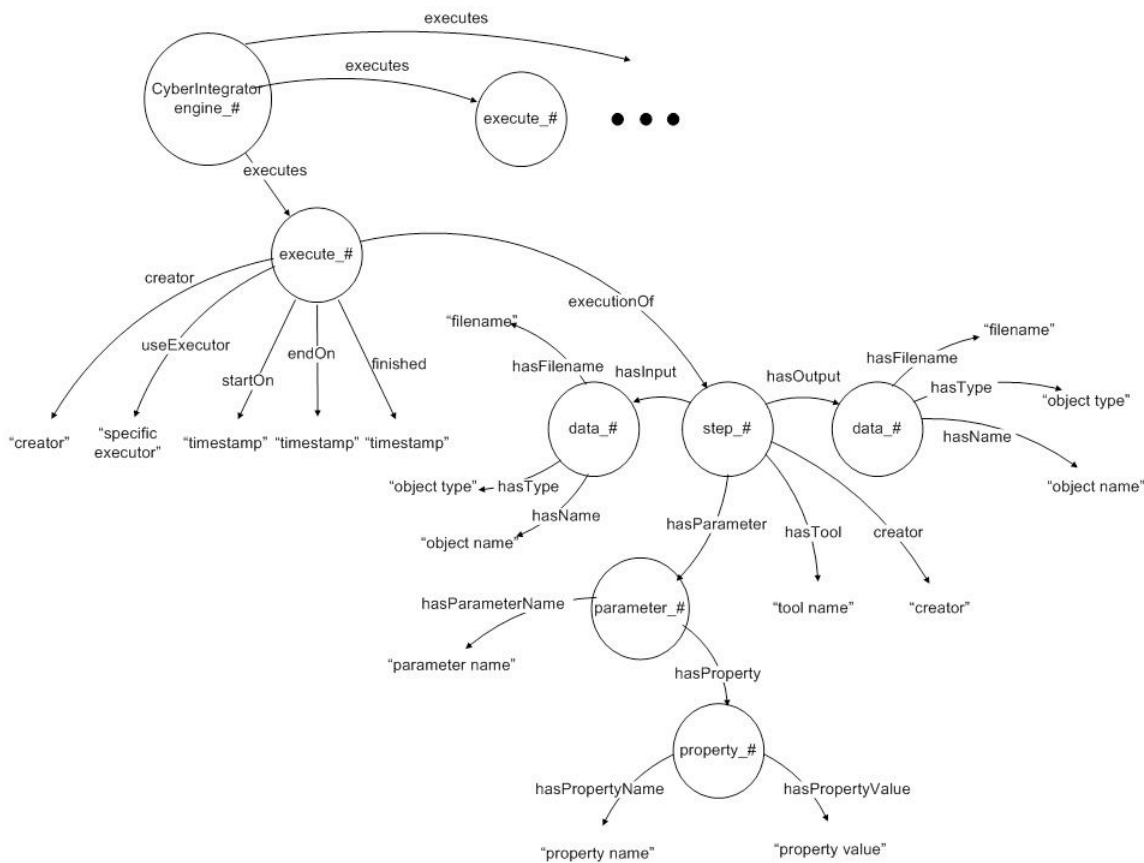 executes
executes
CyberIntegrator
engine_#
execute_#
executes
execute_#
creator
executionOf
"filename"
"filename"
useExecutor
endOn
hasFilename
finished
hasFilename
hasInput
hasOutput
startOn
hasType
"object type"
"creator"
"specific
executor"
"timestamp"
"timestamp"
"timestamp"
data_#
step_#
data_#
hasName
"object type"
hasType
"object name"
hasName
"object name"
hasParameter
hasTool
creator
hasParameterName
parameter_#
"tool name"
"creator"
"parameter name"
hasProperty
property_#
hasPropertyName
hasPropertyValue
"property name"
"property value"